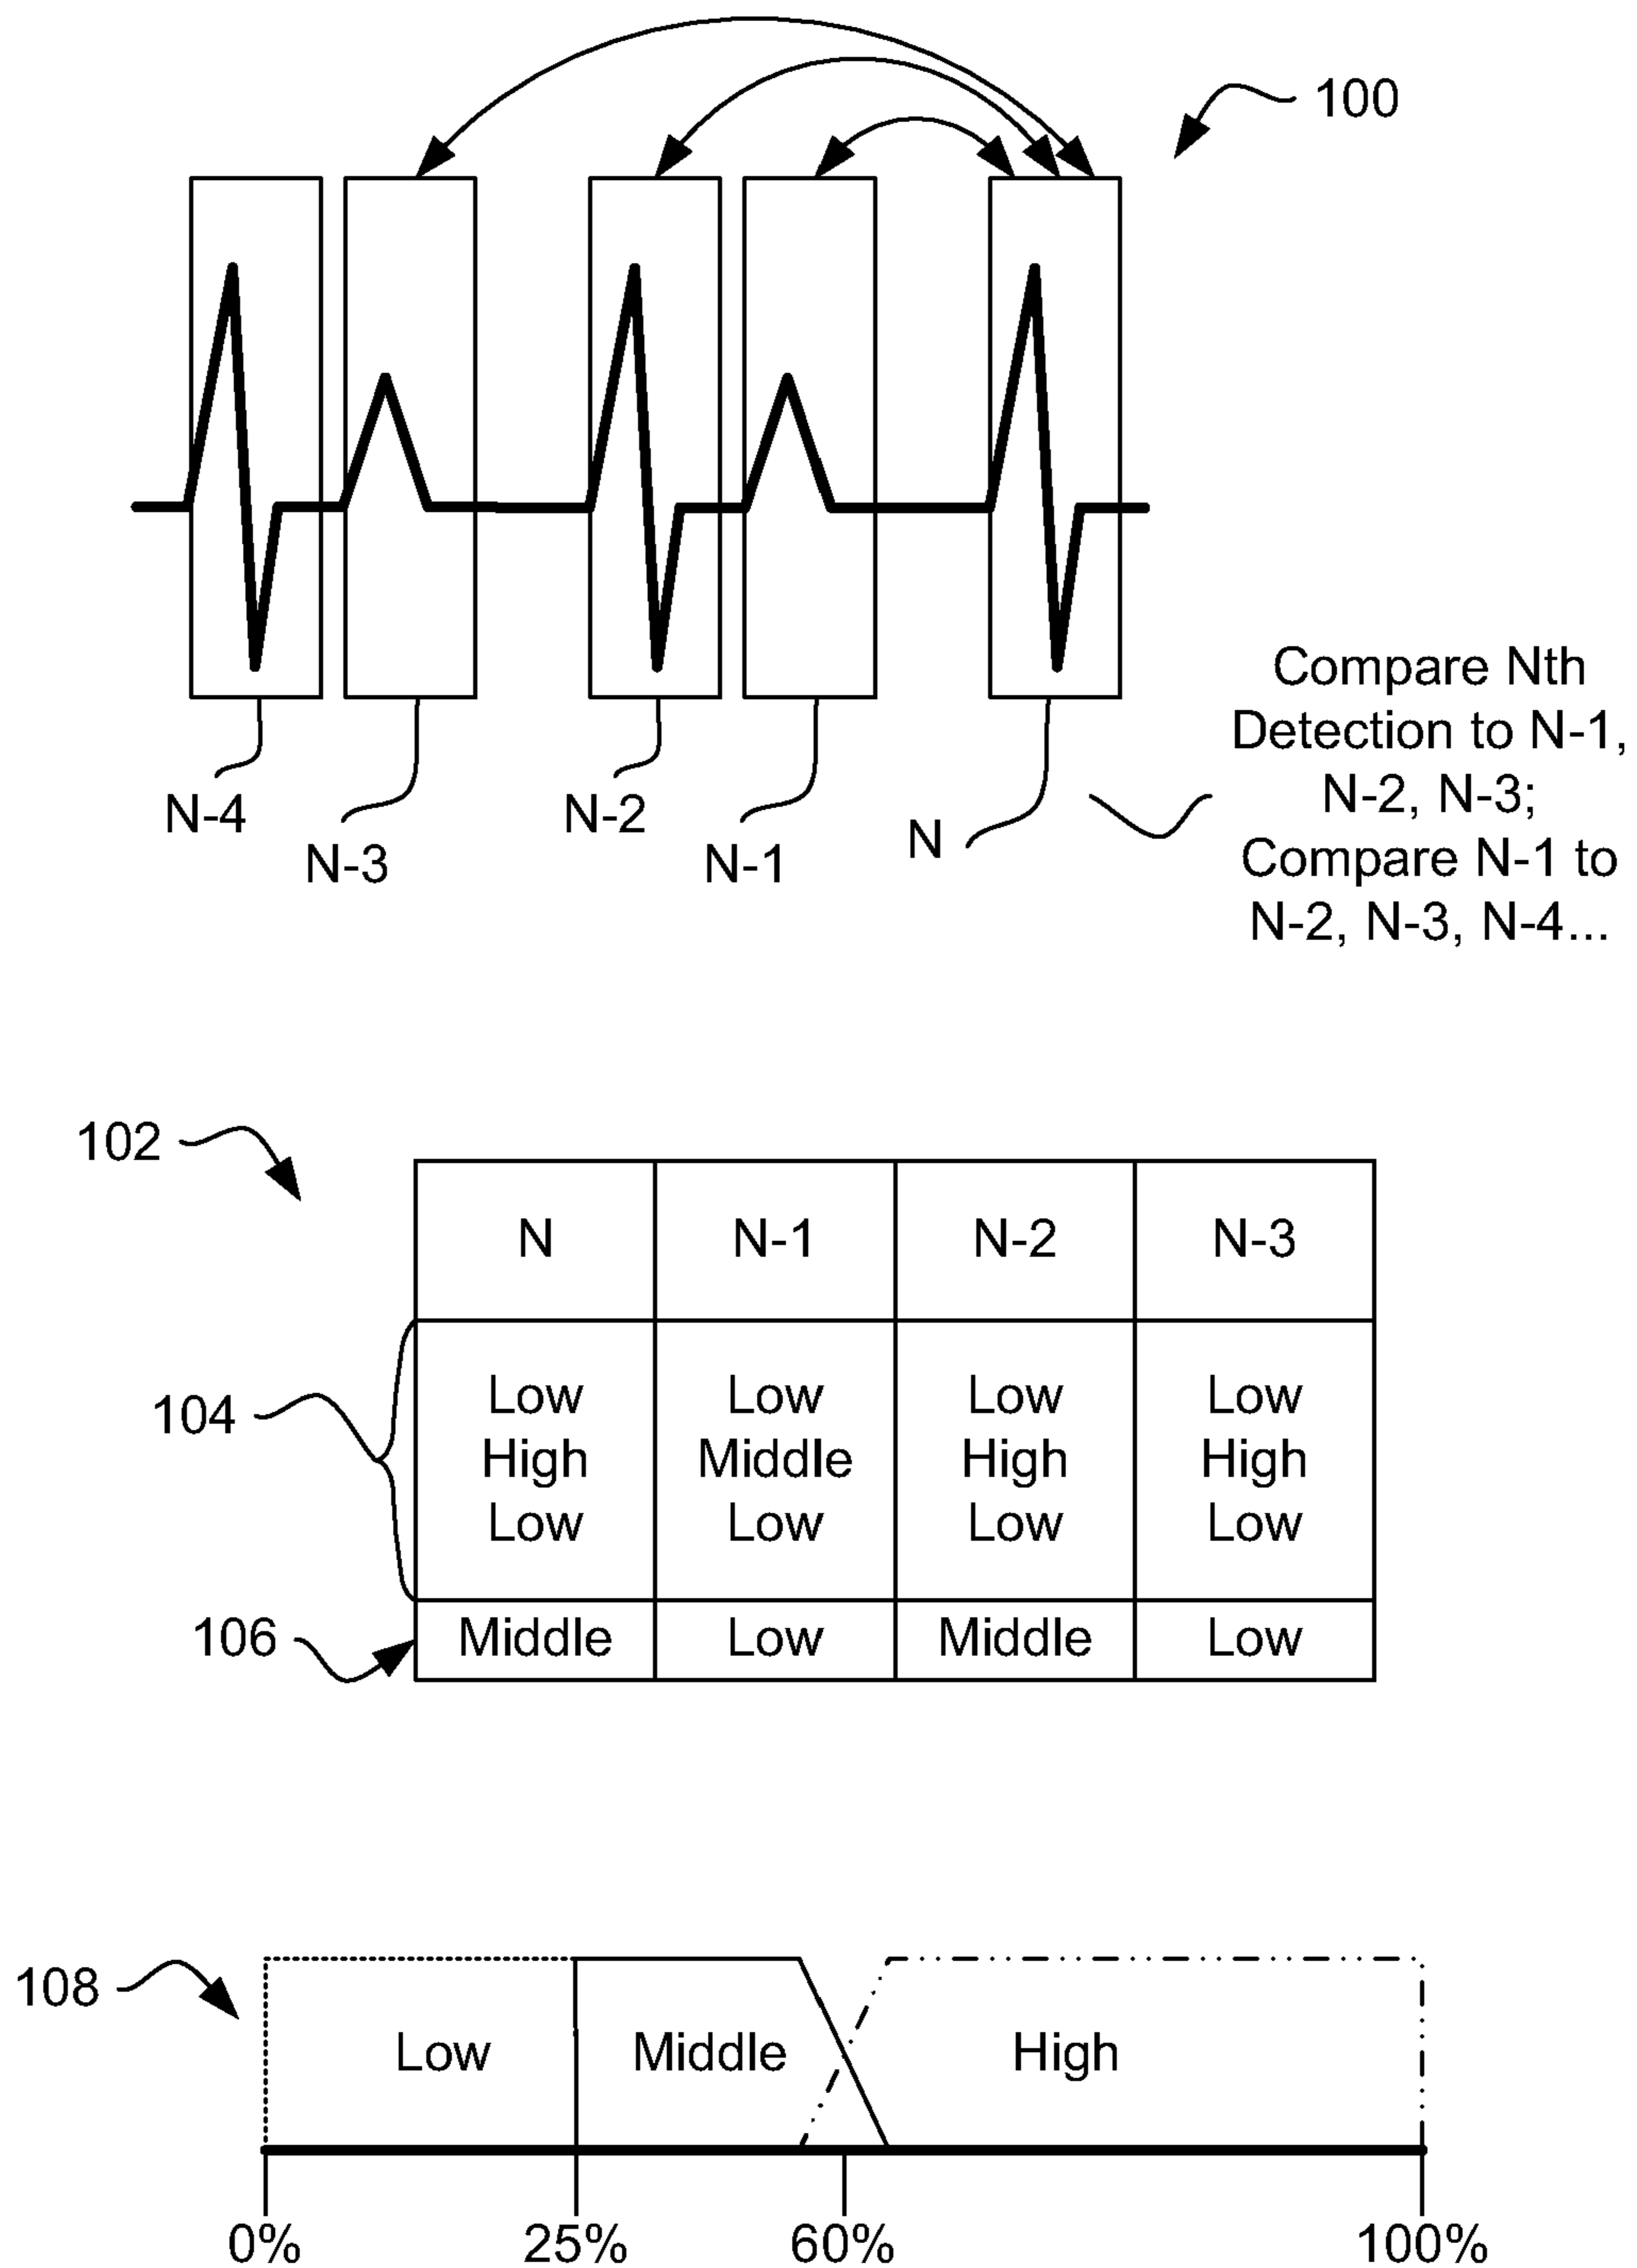 100
Compare Nth
Detection to N-1,
N-2, N-3;
Compare N-1 to
N-2, N-3, N-4...
N-4
N-3
N-2
N-1
N
102
N N-1 N-2 N-3
104
Low Low Low Low
High Middle High High
Low Low Low Low
106
Middle Low Middle Low
108
Low Middle High
0% 25% 60% 100%